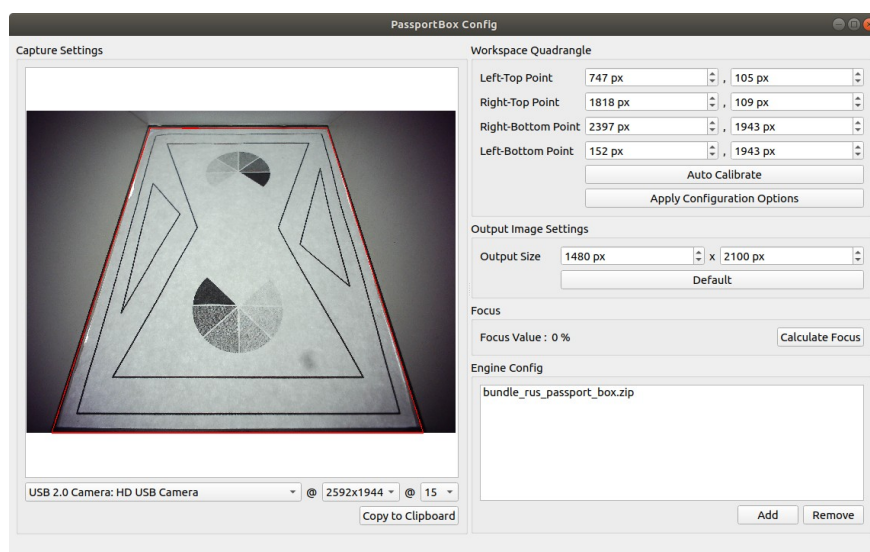 PassportBox Config
Capture Settings
USB 2.0 Camera: HD USB Camera @ 2592x1944 @ 15
Copy to Clipboard
Workspace Quadrangle
Left-Top Point 747 px , 105 px
Right-Top Point 1818 px , 109 px
Right-Bottom Point 2397 px , 1943 px
Left-Bottom Point 152 px , 1943 px
Auto Calibrate
Apply Configuration Options
Output Image Settings
Output Size 1480 px x 2100 px
Default
Focus
Focus Value : 0 % Calculate Focus
Engine Config
bundle_rus_passport_box.zip
Add Remove